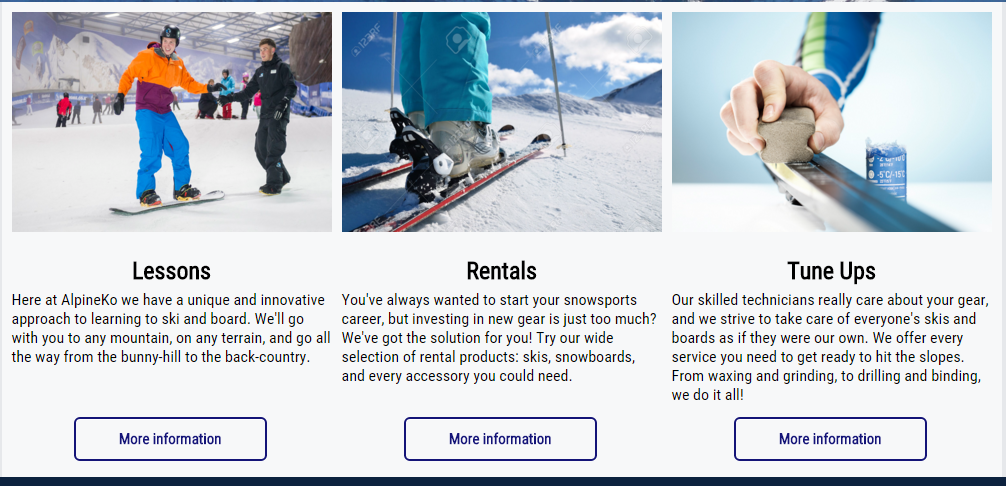 123RF
-5°C/-15°C
Lessons
Here at AlpineKo we have a unique and innovative
approach to learning to ski and board. We'll go
with you to any mountain, on any terrain, and go all
the way from the bunny-hill to the back-country.
More information
Rentals
You've always wanted to start your snowsports
career, but investing in new gear is just too much?
We've got the solution for you! Try our wide
selection of rental products: skis, snowboards,
and every accessory you could need.
More information
Tune Ups
Our skilled technicians really care about your gear,
and we strive to take care of everyone's skis and
boards as if they were our own. We offer every
service you need to get ready to hit the slopes.
From waxing and grinding, to drilling and binding,
we do it all!
More information